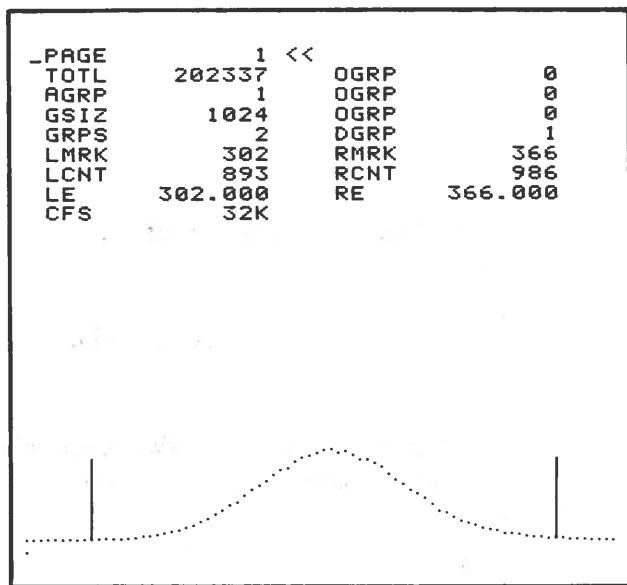 _PAGE 1 <<
TOTL 202337 OGRP 0
AGRP 1 OGRP 0
GSIZ 1024 OGRP 0
GRPS 2 DGRP 1
LMRK 302 RMRK 366
LCNT 893 RCNT 986
LE 302.000 RE 366.000
CFS 32K